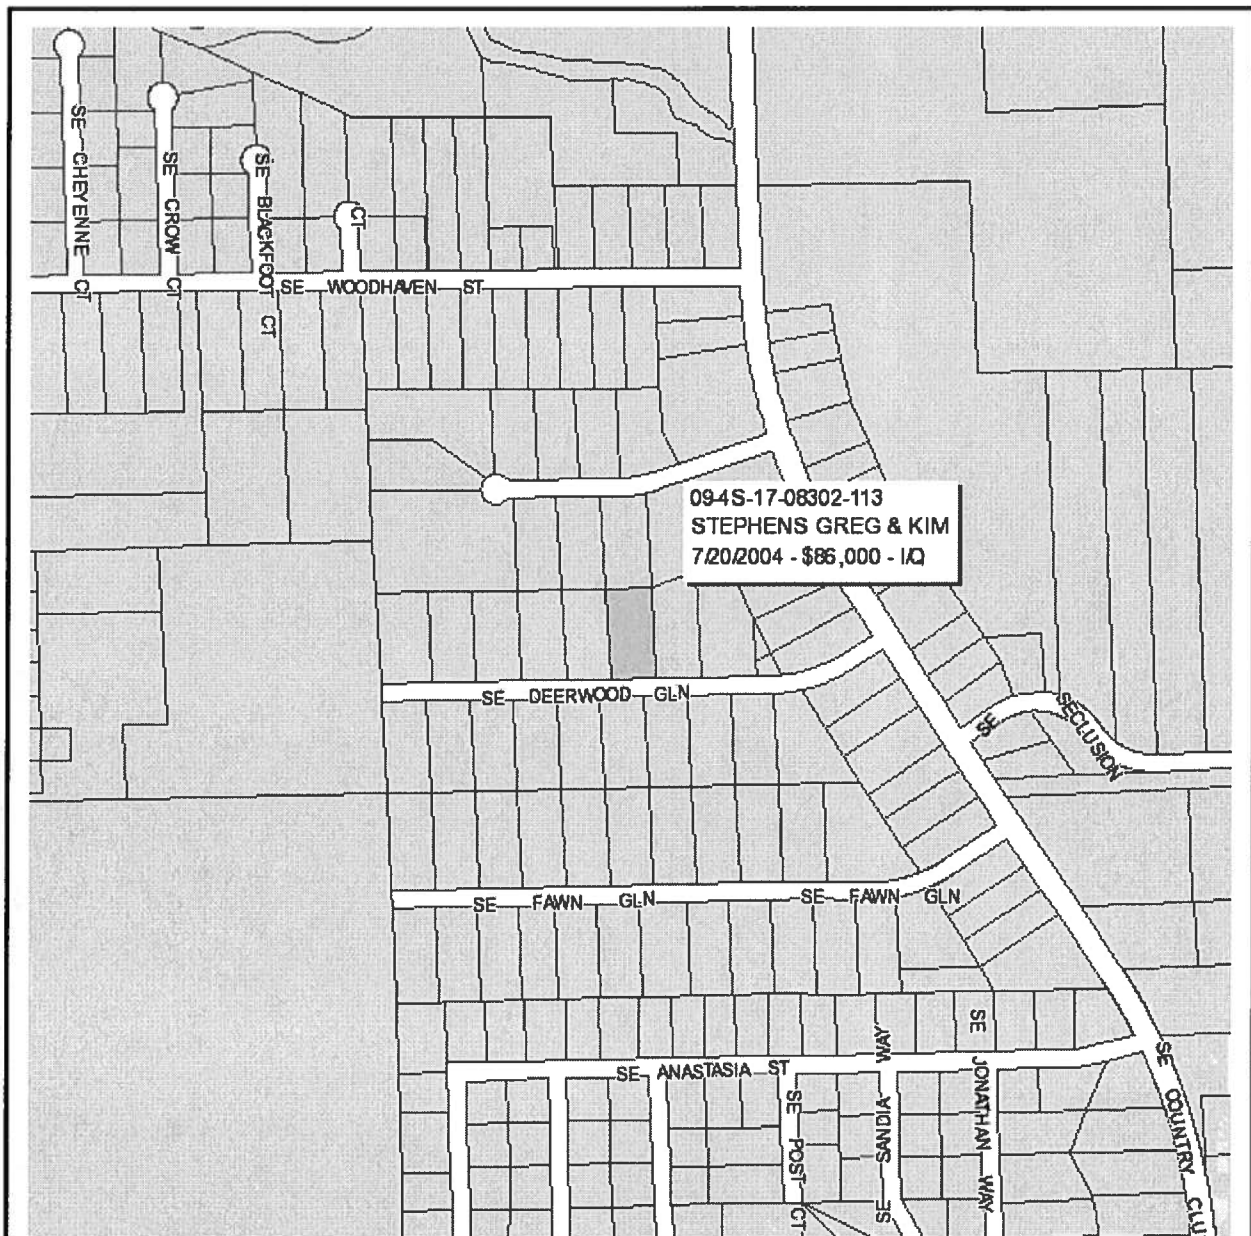 SE CHEYENNE CT
SE CROW CT
SE BLACKFOOT CT
CT
SE WOODHAVEN ST
09-4S-17-08302-113
STEPHENS GREG & KIM
7/20/2004 - $86,000 - I/Q
SE DEERWOOD GLN
SE SECLUSION
SE FAWN GLN
SE FAWN GLN
SE ANASTASIA ST
SE POST CT
SE SANDIA WAY
SE JONATHAN WAY
SE COUNTRY CLU